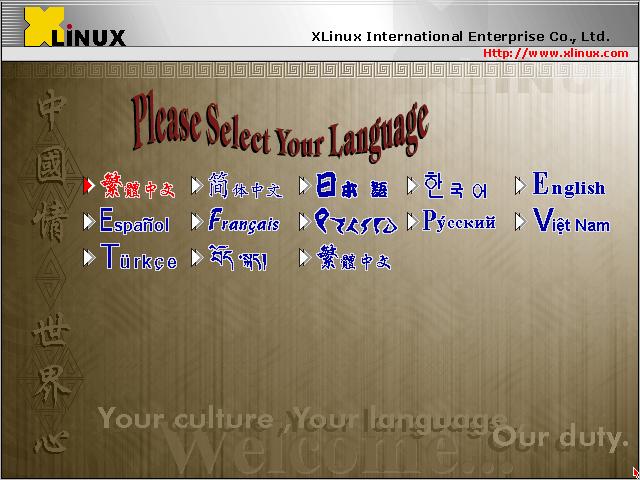 XLinux
XLinux International Enterprise Co., Ltd.
Http://www.xlinux.com
Please Select Your Language
繁體中文 简体中文 日本語 한국어 English
Español Français Русский Việt Nam
Türkçe བོད་སྐད། 繁體中文
中國情 世界心
Your culture ,Your language,
Our duty.
Welcome...